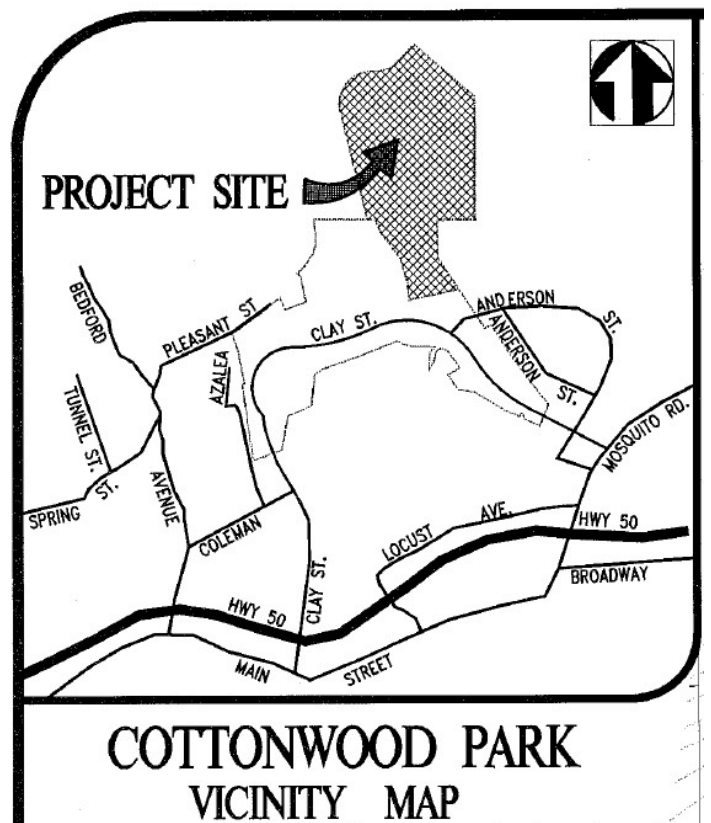 PROJECT SITE
BEDFORD
AVENUE
PLEASANT ST
CLAY ST.
ANDERSON
ST.
ANDERSON
ST.
AZALEA
TUNNEL ST.
SPRING
ST.
MOSQUITO RD.
COLEMAN
LOCUST
AVE.
HWY 50
BROADWAY
CLAY ST.
HWY 50
MAIN
STREET
COTTONWOOD PARK
VICINITY MAP